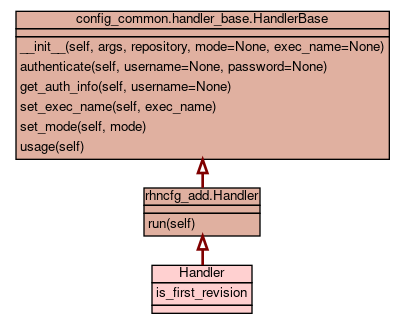 config_common.handler_base.HandlerBase
__init__(self, args, repository, mode=None, exec_name=None)
authenticate(self, username=None, password=None)
get_auth_info(self, username=None)
set_exec_name(self, exec_name)
set_mode(self, mode)
usage(self)
rhncfg_add.Handler
run(self)
Handler
is_first_revision